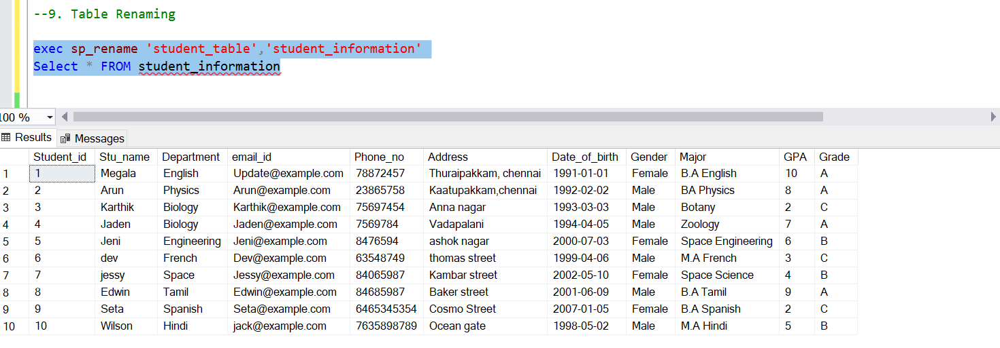 --9. Table Renaming
exec sp_rename 'student_table','student_information'
Select * FROM student_information
100 %
Results Messages
Student_id Stu_name Department email_id Phone_no Address Date_of_birth Gender Major GPA Grade
1 1 Megala English Update@example.com 78872457 Thuraipakkam, chennai 1991-01-01 Female B.A English 10 A
2 2 Arun Physics Arun@example.com 23865758 Kaatupakkam,chennai 1992-02-02 Male BA Physics 8 A
3 3 Karthik Biology Karthik@example.com 75697454 Anna nagar 1993-03-03 Male Botany 2 C
4 4 Jaden Biology Jaden@example.com 7569784 Vadapalani 1994-04-05 Male Zoology 7 A
5 5 Jeni Engineering Jeni@example.com 8476594 ashok nagar 2000-07-03 Female Space Engineering 6 B
6 6 dev French Dev@example.com 63548749 thomas street 1999-04-06 Male M.A French 3 C
7 7 jessy Space Jessy@example.com 84065987 Kambar street 2002-05-10 Female Space Science 4 B
8 8 Edwin Tamil Edwin@example.com 84685987 Baker street 2001-06-09 Male B.A Tamil 9 A
9 9 Seta Spanish Seta@example.com 6465345354 Cosmo Street 2007-01-05 Female B.A Spanish 2 C
10 10 Wilson Hindi jack@example.com 7635898789 Ocean gate 1998-05-02 Male M.A Hindi 5 B